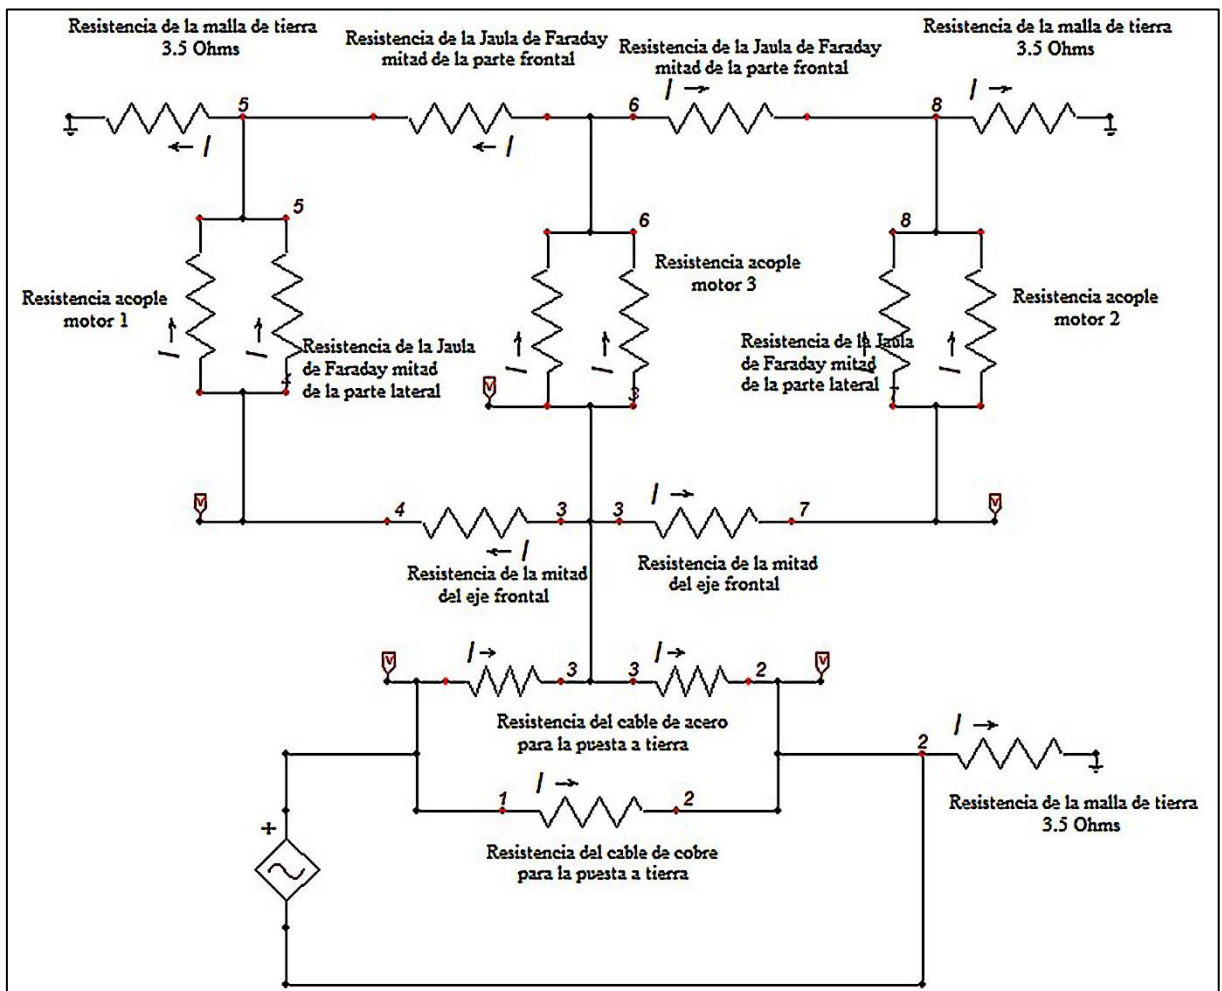 Resistencia de la malla de tierra
3.5 Ohms
Resistencia de la Jaula de Faraday
mitad de la parte frontal
Resistencia de la Jaula de Faraday
mitad de la parte frontal
Resistencia de la malla de tierra
3.5 Ohms
I
I
5
6
8
I
I
5
6
8
Resistencia acople
motor 1
I
I
Resistencia de la Jaula
de Faraday mitad
de la parte lateral
V
I
I
3
Resistencia acople
motor 3
Resistencia de la Jaula
de Faraday mitad
de la parte lateral
I
I
7
Resistencia acople
motor 2
V
4
3
3
I
7
V
I
Resistencia de la mitad
del eje frontal
Resistencia de la mitad
del eje frontal
V
I
3
3
I
2
V
Resistencia del cable de acero
para la puesta a tierra
2
I
I
1
2
Resistencia de la malla de tierra
3.5 Ohms
Resistencia del cable de cobre
para la puesta a tierra
+